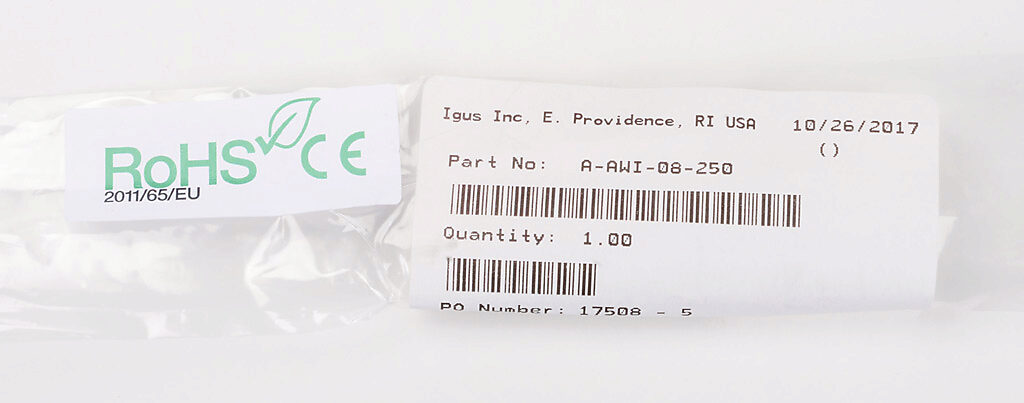 RoHS CE
2011/65/EU
Igus Inc, E. Providence, RI USA 10/26/2017
()
Part No: A-AWI-08-250
Quantity: 1.00
PO Number: 17508 - 5